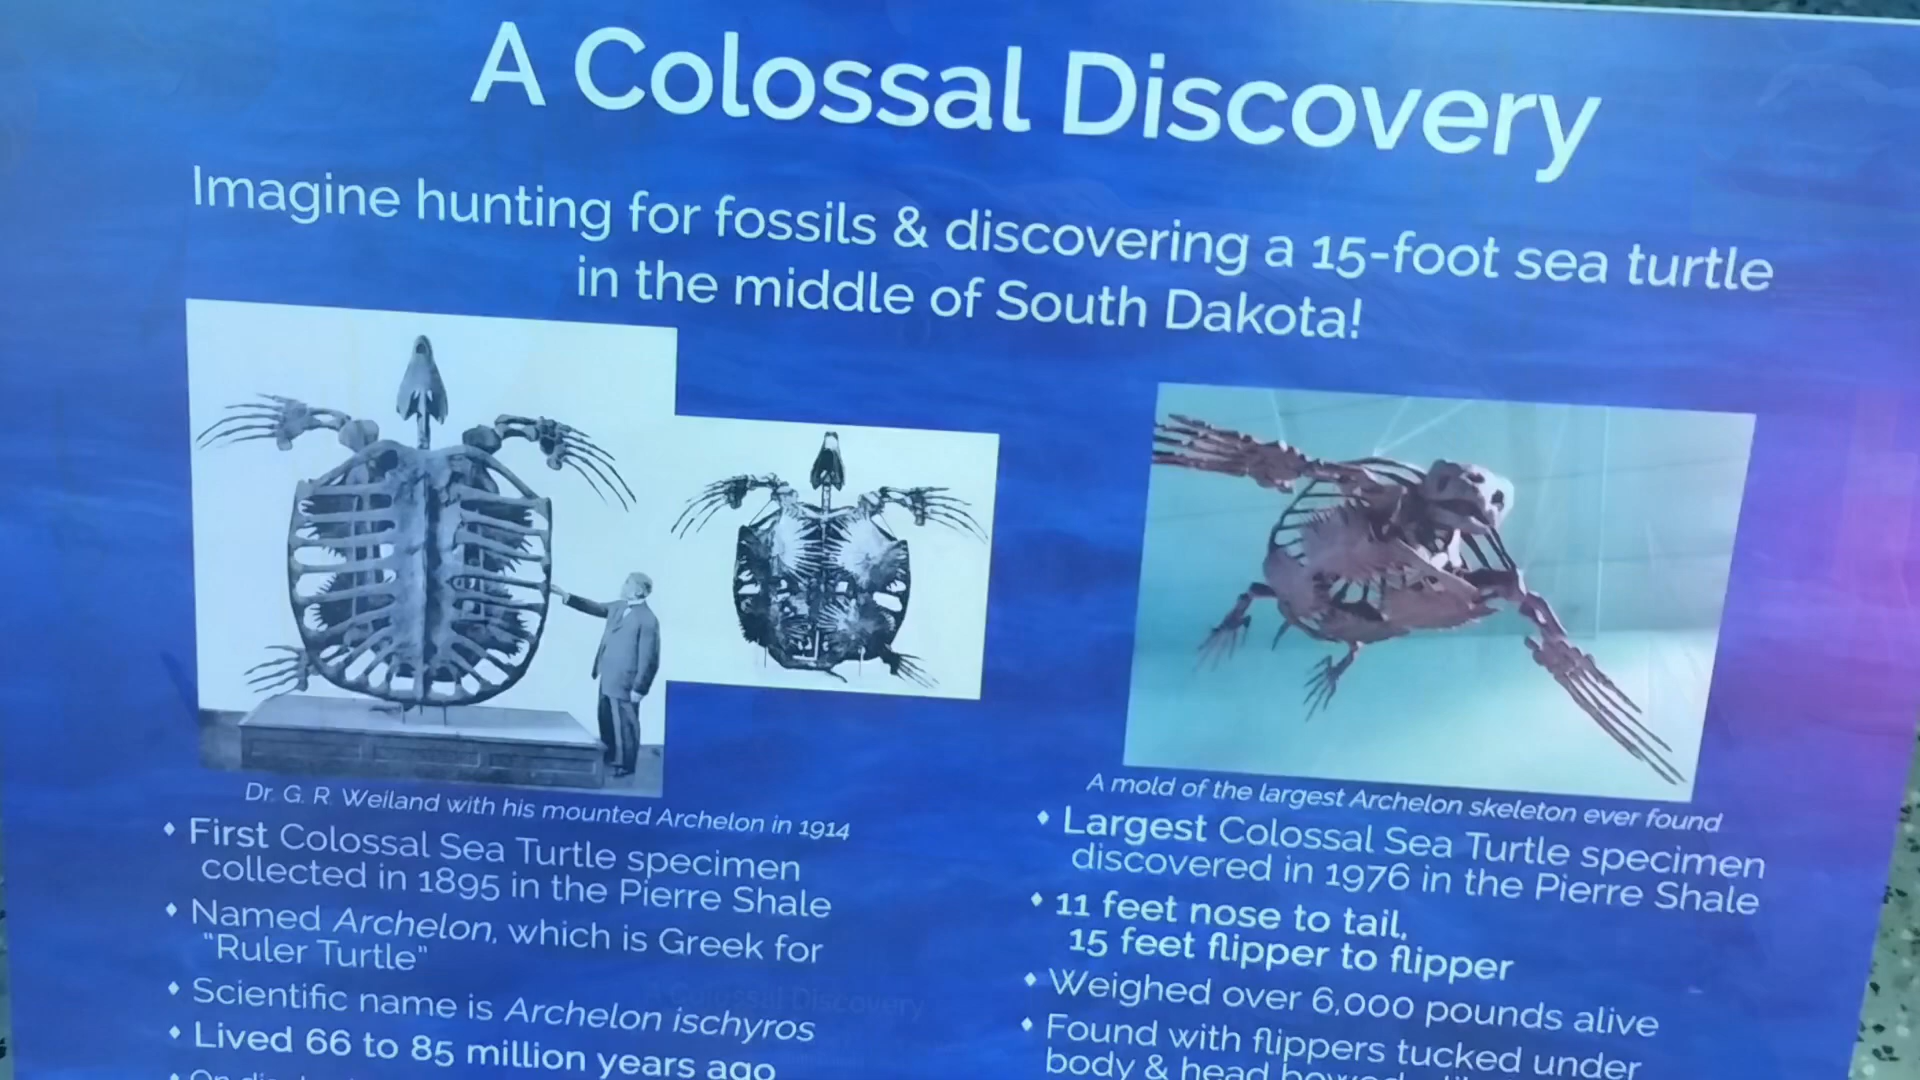 A Colossal Discovery
Imagine hunting for fossils & discovering a 15-foot sea turtle
in the middle of South Dakota!
Dr. G. R. Weiland with his mounted Archelon in 1914
♦ First Colossal Sea Turtle specimen
collected in 1895 in the Pierre Shale
♦ Named Archelon, which is Greek for
"Ruler Turtle"
♦ Scientific name is Archelon ischyros
♦ Lived 66 to 85 million years ago
A mold of the largest Archelon skeleton ever found
♦ Largest Colossal Sea Turtle specimen
discovered in 1976 in the Pierre Shale
♦ 11 feet nose to tail,
15 feet flipper to flipper
♦ Weighed over 6,000 pounds alive
♦ Found with flippers tucked under
body & head